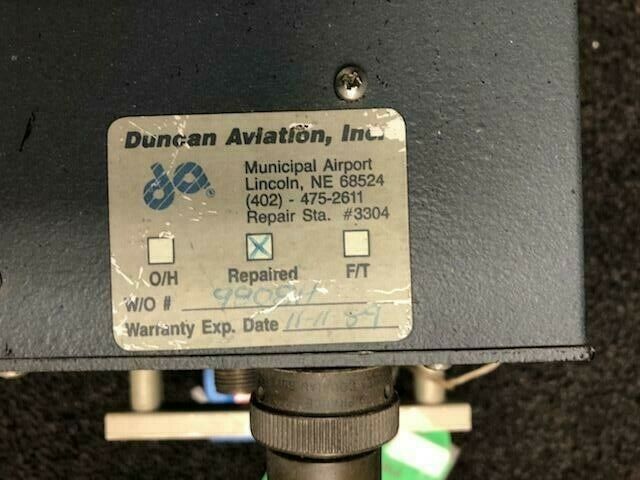 Duncan Aviation, Inc.
da
Municipal Airport
Lincoln, NE 68524
(402) - 475-2611
Repair Sta. #3304
O/H Repaired F/T
W/O #
Warranty Exp. Date 11-11-89